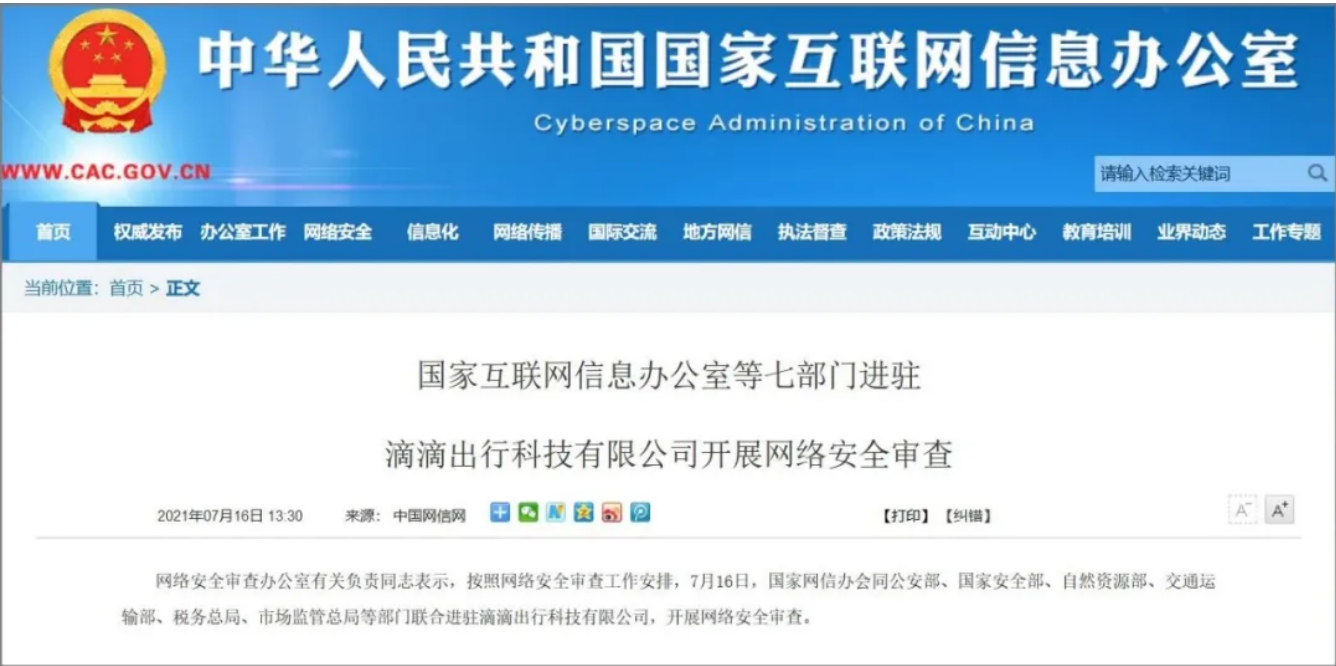 中华人民共和国国家互联网信息办公室
Cyberspace Administration of China
WWW.CAC.GOV.CN
请输入检索关键词
首页 权威发布 办公室工作 网络安全 信息化 网络传播 国际交流 地方网信 执法督查 政策法规 互动中心 教育培训 业界动态 工作专题
当前位置：首页 > 正文
国家互联网信息办公室等七部门进驻
滴滴出行科技有限公司开展网络安全审查
2021年07月16日 13:30 来源：中国网信网 【打印】【纠错】 A- A+
网络安全审查办公室有关负责同志表示，按照网络安全审查工作安排，7月16日，国家网信办会同公安部、国家安全部、自然资源部、交通运
输部、税务总局、市场监管总局等部门联合进驻滴滴出行科技有限公司，开展网络安全审查。